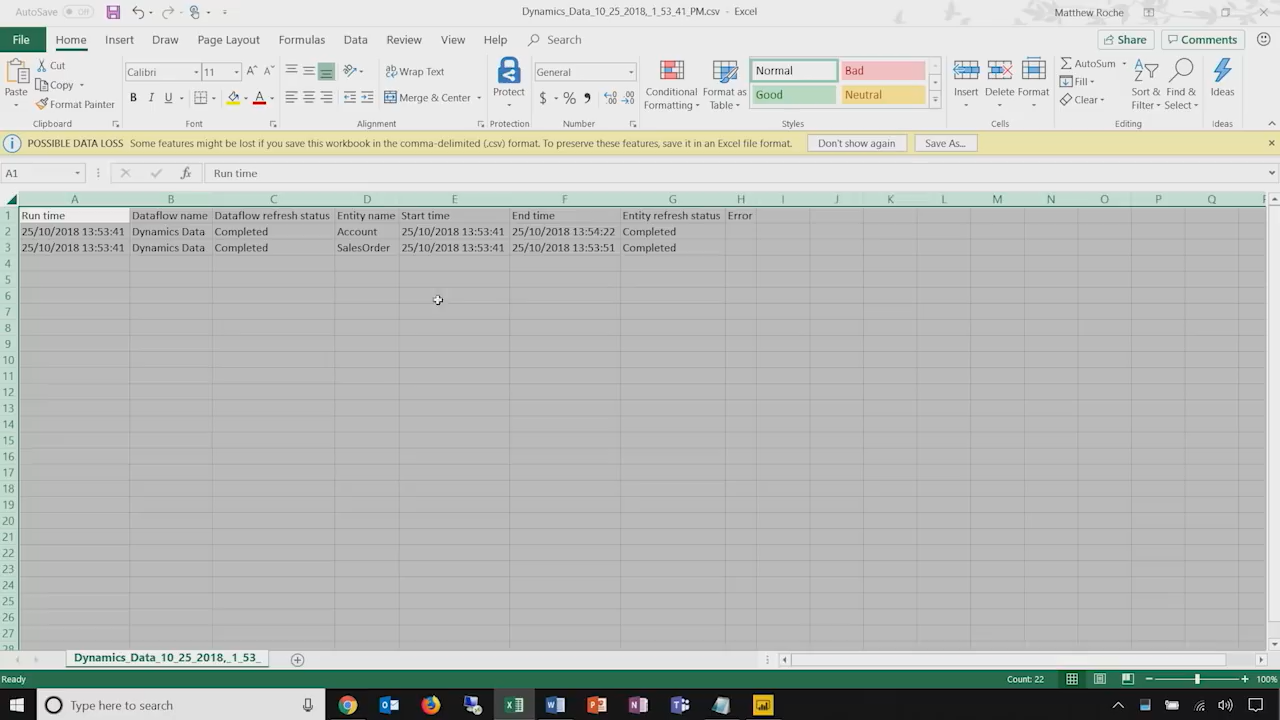 AutoSave Off
Dynamics_Data_10_25_2018,_1_53_41_PM.csv - Excel
Matthew Roche
File Home Insert Draw Page Layout Formulas Data Review View Help Search Share Comments
Paste
Cut
Copy
Format Painter
Clipboard
Calibri 11
B U A
Font
Wrap Text
Merge & Center
Alignment
Protect
Protection
General
$ % ,
Number
Conditional Formatting
Format as Table
Normal Bad
Good Neutral
Styles
Insert Delete Format
Cells
AutoSum
Fill
Clear
Sort & Filter
Find & Select
Editing
Ideas
Ideas
POSSIBLE DATA LOSS Some features might be lost if you save this workbook in the comma-delimited (.csv) format. To preserve these features, save it in an Excel file format. Don't show again Save As...
A1 fx Run time
A B C D E F G H I J K L M N O P Q
1 Run time Dataflow name Dataflow refresh status Entity name Start time End time Entity refresh status Error
2 25/10/2018 13:53:41 Dynamics Data Completed Account 25/10/2018 13:53:41 25/10/2018 13:54:22 Completed
3 25/10/2018 13:53:41 Dynamics Data Completed SalesOrder 25/10/2018 13:53:41 25/10/2018 13:53:51 Completed
4
5
6
7
8
9
10
11
12
13
14
15
16
17
18
19
20
21
22
23
24
25
26
27
28
Dynamics_Data_10_25_2018,_1_53_
Ready Count: 22 100%
Type here to search